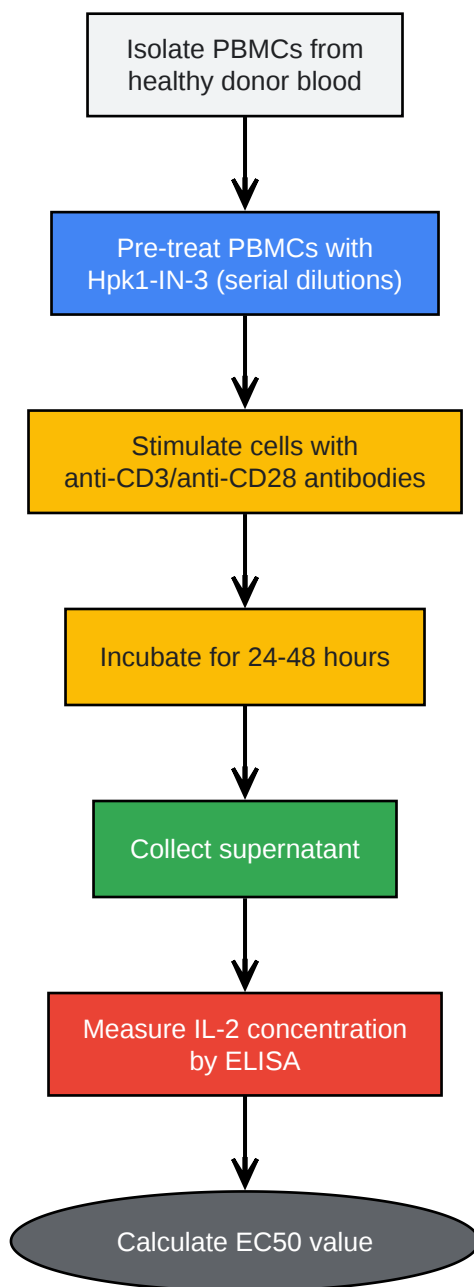 Isolate PBMCs from
healthy donor blood
Pre-treat PBMCs with
Hpk1-IN-3 (serial dilutions)
Stimulate cells with
anti-CD3/anti-CD28 antibodies
Incubate for 24-48 hours
Collect supernatant
Measure IL-2 concentration
by ELISA
Calculate EC50 value